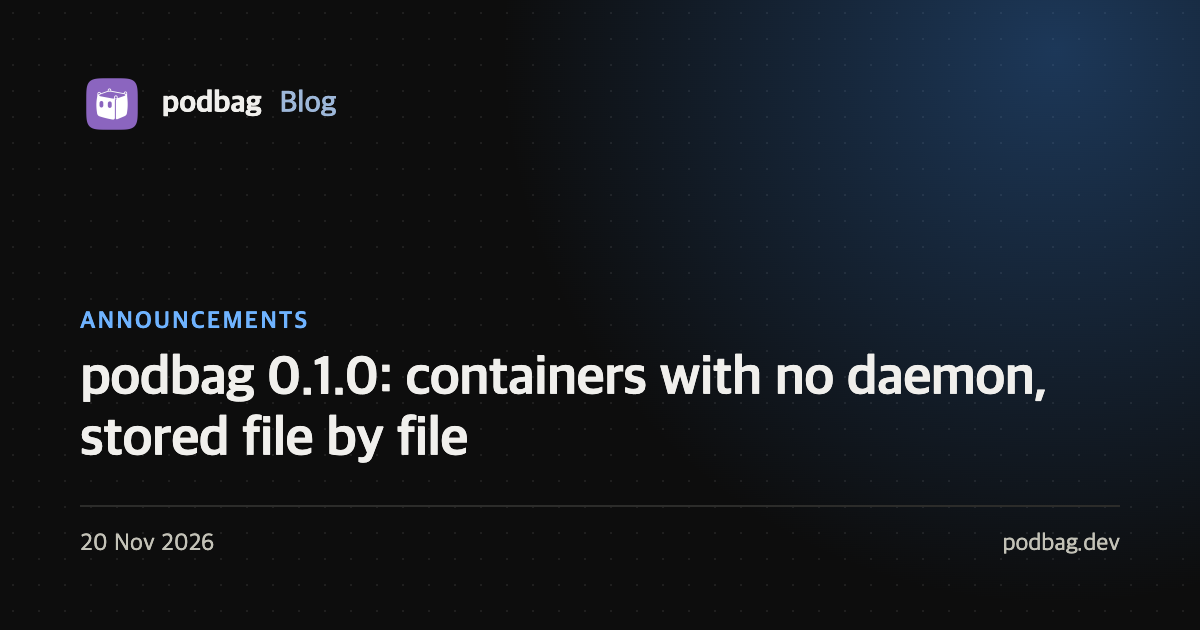 podbag Blog
ANNOUNCEMENTS
podbag 0.1.0: containers with no daemon,
stored file by file
20 Nov 2026
podbag.dev